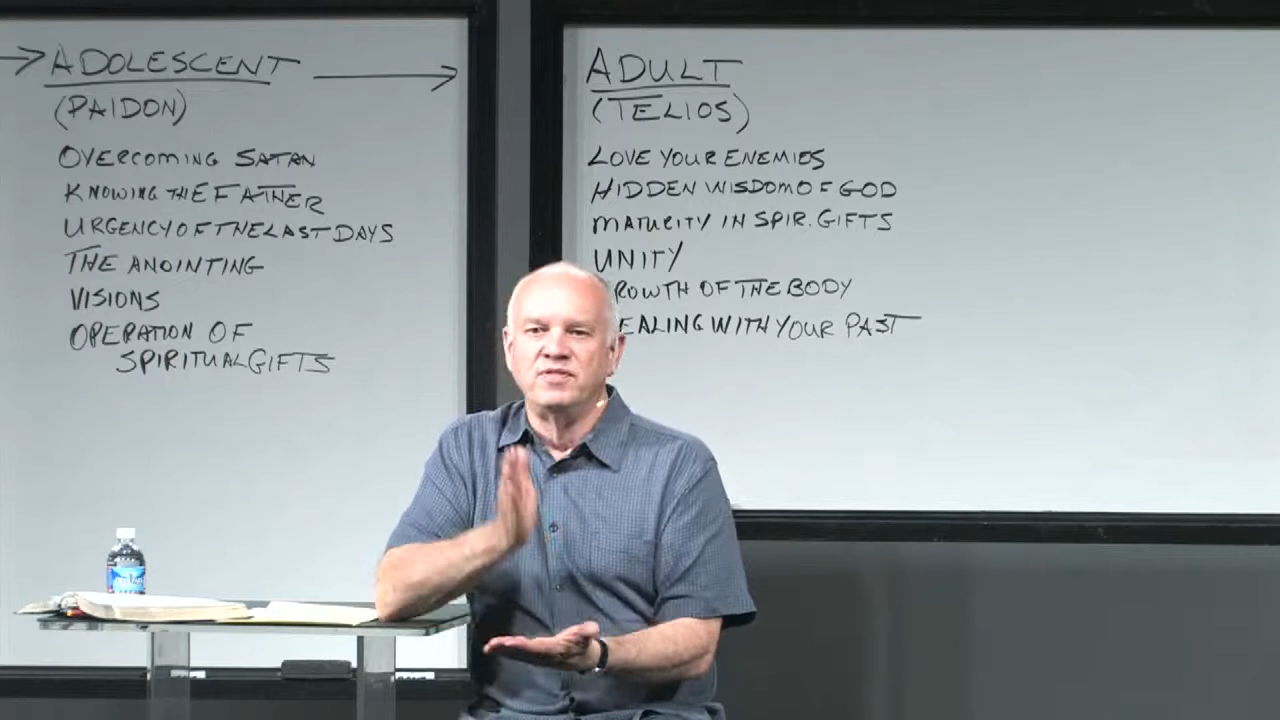 ADOLESCENT
(PAIDON)
OVERCOMING SATAN
KNOWING THE FATHER
URGENCY OF THE LAST DAYS
THE ANOINTING
VISIONS
OPERATION OF
SPIRITUAL GIFTS
ADULT
(TELIOS)
LOVE YOUR ENEMIES
HIDDEN WISDOM OF GOD
MATURITY IN SPIR. GIFTS
UNITY
ROWTH OF THE BODY
EALING WITH YOUR PAST